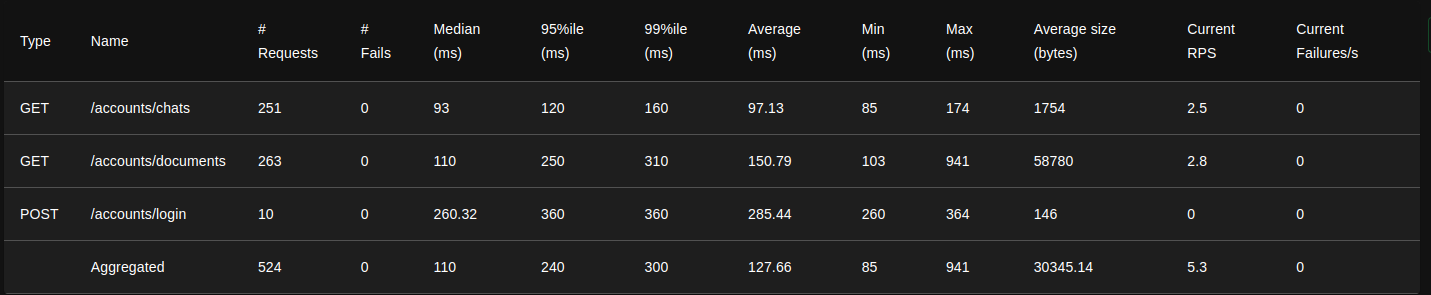 Type Name # Requests # Fails Median (ms) 95%ile (ms) 99%ile (ms) Average (ms) Min (ms) Max (ms) Average size (bytes) Current RPS Current Failures/s
GET /accounts/chats 251 0 93 120 160 97.13 85 174 1754 2.5 0
GET /accounts/documents 263 0 110 250 310 150.79 103 941 58780 2.8 0
POST /accounts/login 10 0 260.32 360 360 285.44 260 364 146 0 0
Aggregated 524 0 110 240 300 127.66 85 941 30345.14 5.3 0